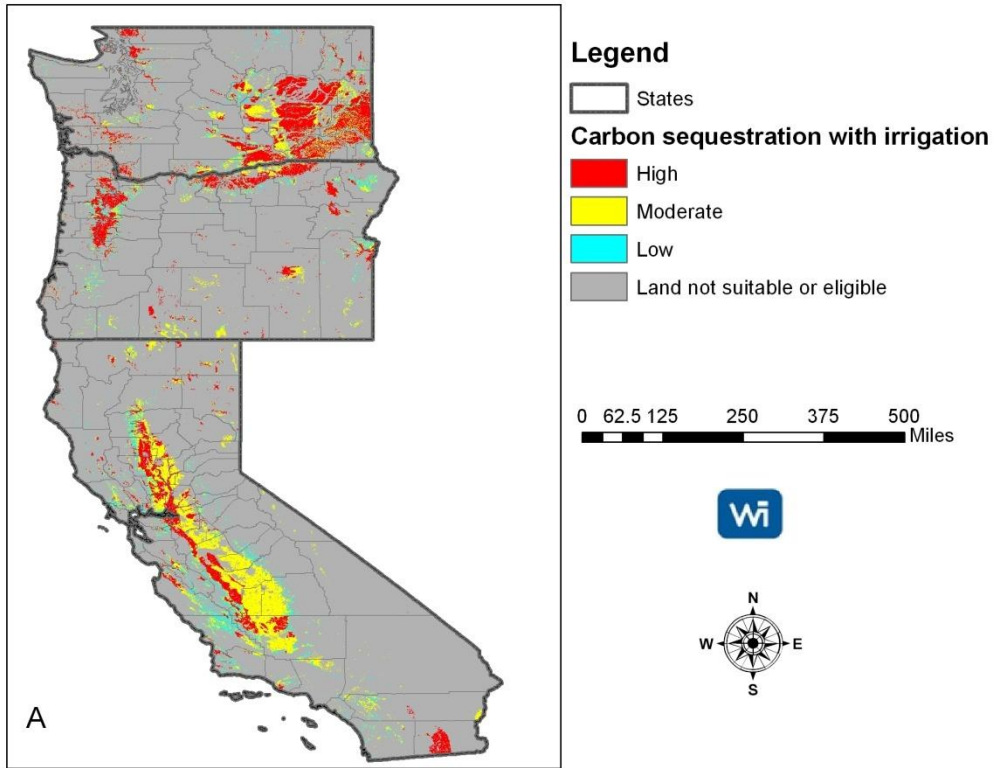 Legend
States
Carbon sequestration with irrigation
High
Moderate
Low
Land not suitable or eligible
0 62.5 125 250 375 500
Miles
Wi
N
W E
S
A